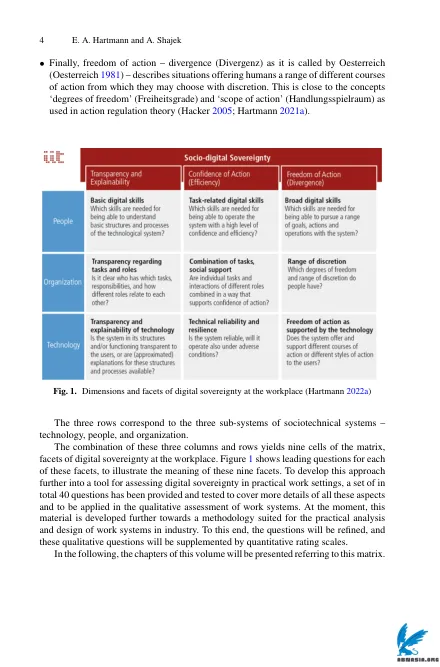 4 E. A. Hartmann and A. Shajek
• Finally, freedom of action – divergence (Divergenz) as it is called by Oesterreich
(Oesterreich 1981) – describes situations offering humans a range of different courses
of action from which they may choose with discretion. This is close to the concepts
‘degrees of freedom’ (Freiheitsgrade) and ‘scope of action’ (Handlungsspielraum) as
used in action regulation theory (Hacker 2005; Hartmann 2021a).
iit
Socio-digital Sovereignty
Transparency and
Explainability
Confidence of Action
(Efficiency)
Freedom of Action
(Divergence)
People
Basic digital skills
Which skills are needed for
being able to understand
basic structures and processes
of the technological system?
Task-related digital skills
Which skills are needed for
being able to operate the
system with a high level of
confidence and efficiency?
Broad digital skills
Which skills are needed for
being able to pursue a range
of goals, actions and
operations with the system?
Organization
Transparency regarding
tasks and roles
Is it clear who has which tasks,
responsibilities, and how
different roles relate to each
other?
Combination of tasks,
social support
Are individual tasks and
interactions of different roles
combined in a way that
supports confidence of action?
Range of discretion
Which degrees of freedom
and range of discretion do
people have?
Technology
Transparency and
explainability of technology
Is the system in its structures
and/or functioning transparent to
the users, or are (approximated)
explanations for these structures
and processes available?
Technical reliability and
resilience
Is the system reliable, will it
operate also under adverse
conditions?
Freedom of action as
supported by the technology
Does the system offer and
support different courses of
action or different styles of action
to the users?
Fig. 1. Dimensions and facets of digital sovereignty at the workplace (Hartmann 2022a)
The three rows correspond to the three sub-systems of sociotechnical systems –
technology, people, and organization.
The combination of these three columns and rows yields nine cells of the matrix,
facets of digital sovereignty at the workplace. Figure 1 shows leading questions for each
of these facets, to illustrate the meaning of these nine facets. To develop this approach
further into a tool for assessing digital sovereignty in practical work settings, a set of in
total 40 questions has been provided and tested to cover more details of all these aspects
and to be applied in the qualitative assessment of work systems. At the moment, this
material is developed further towards a methodology suited for the practical analysis
and design of work systems in industry. To this end, the questions will be refined, and
these qualitative questions will be supplemented by quantitative rating scales.
In the following, the chapters of this volume will be presented referring to this matrix.